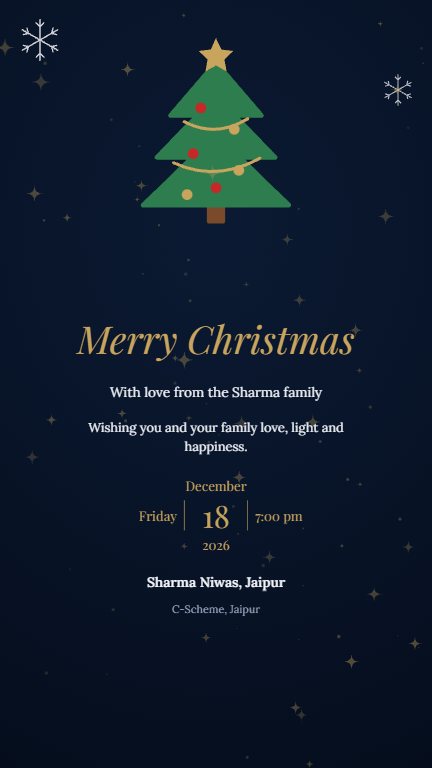 Merry Christmas
With love from the Sharma family
Wishing you and your family love, light and
happiness.
December
Friday 18 7:00 pm
2026
Sharma Niwas, Jaipur
C-Scheme, Jaipur